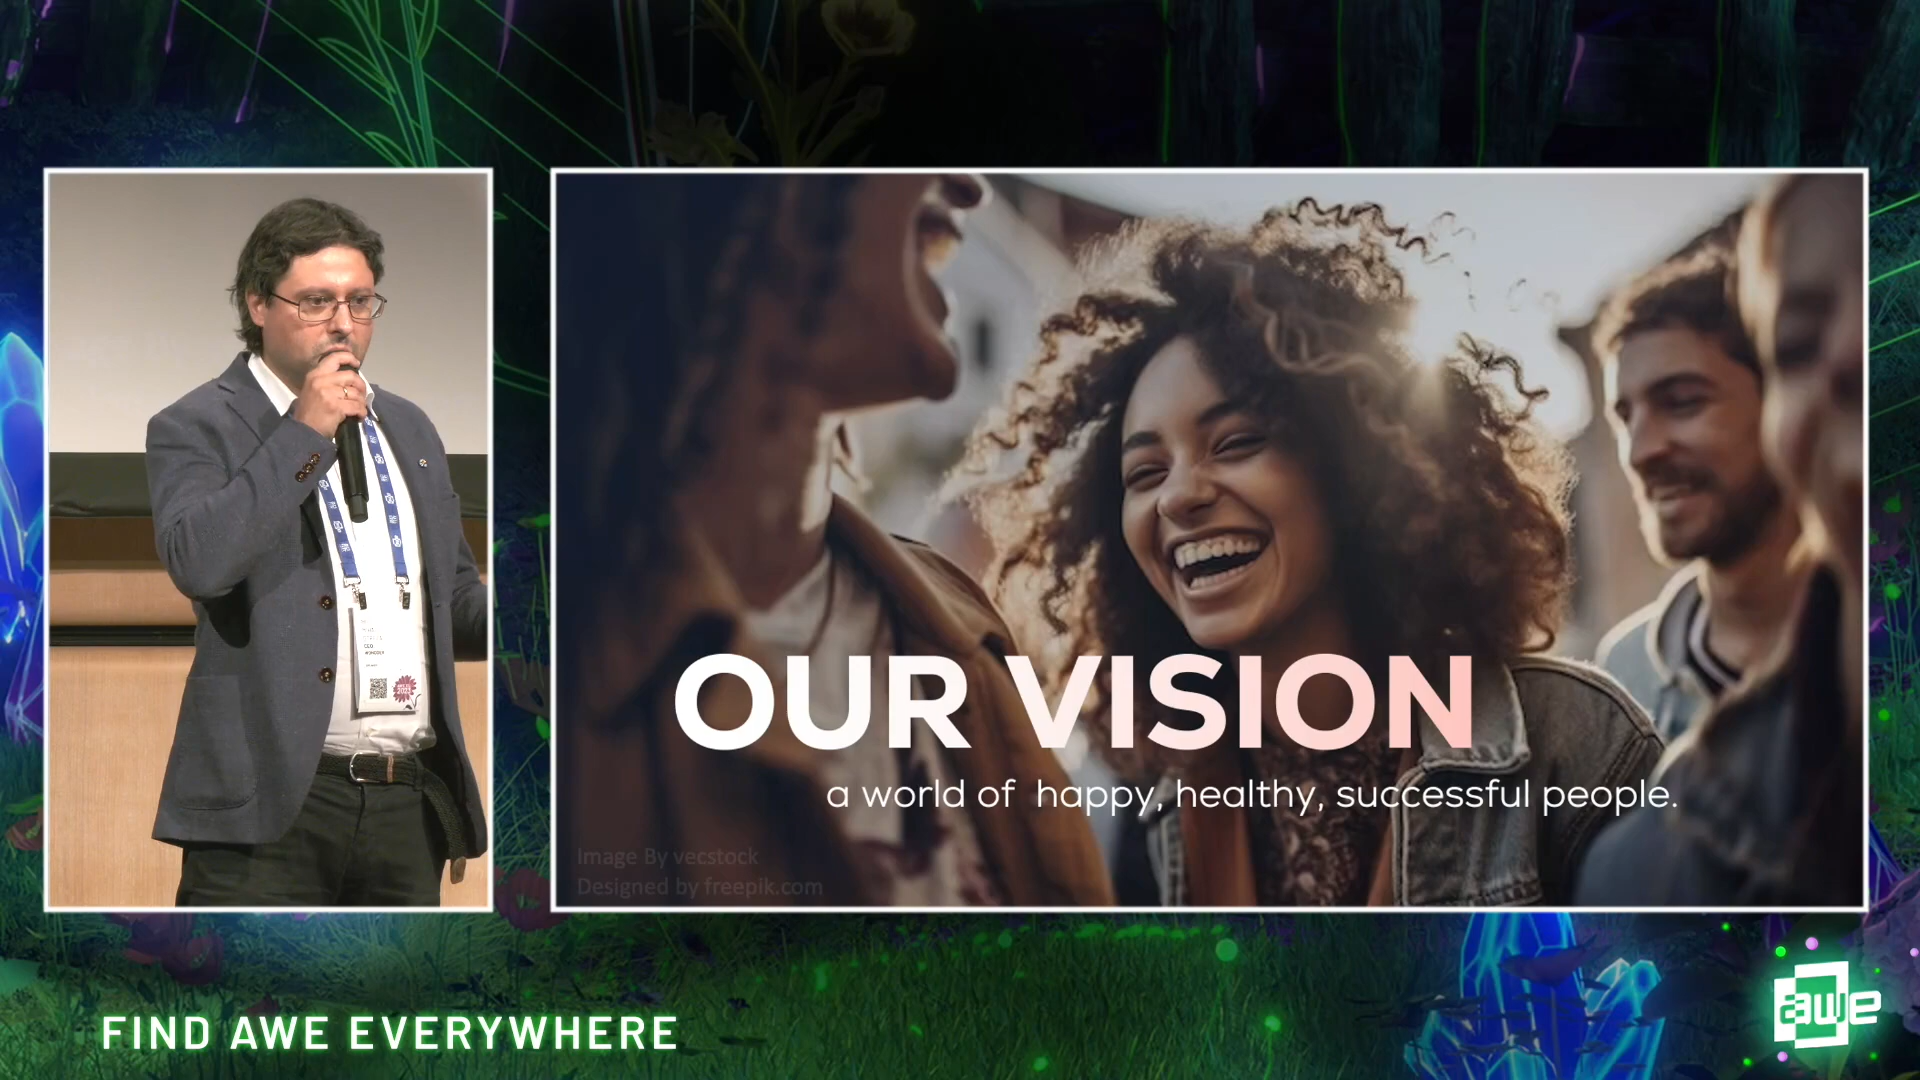 OUR VISION
a world of happy, healthy, successful people.
Image By vecstock
Designed by freepik.com
CEO
FIND AWE EVERYWHERE
awe